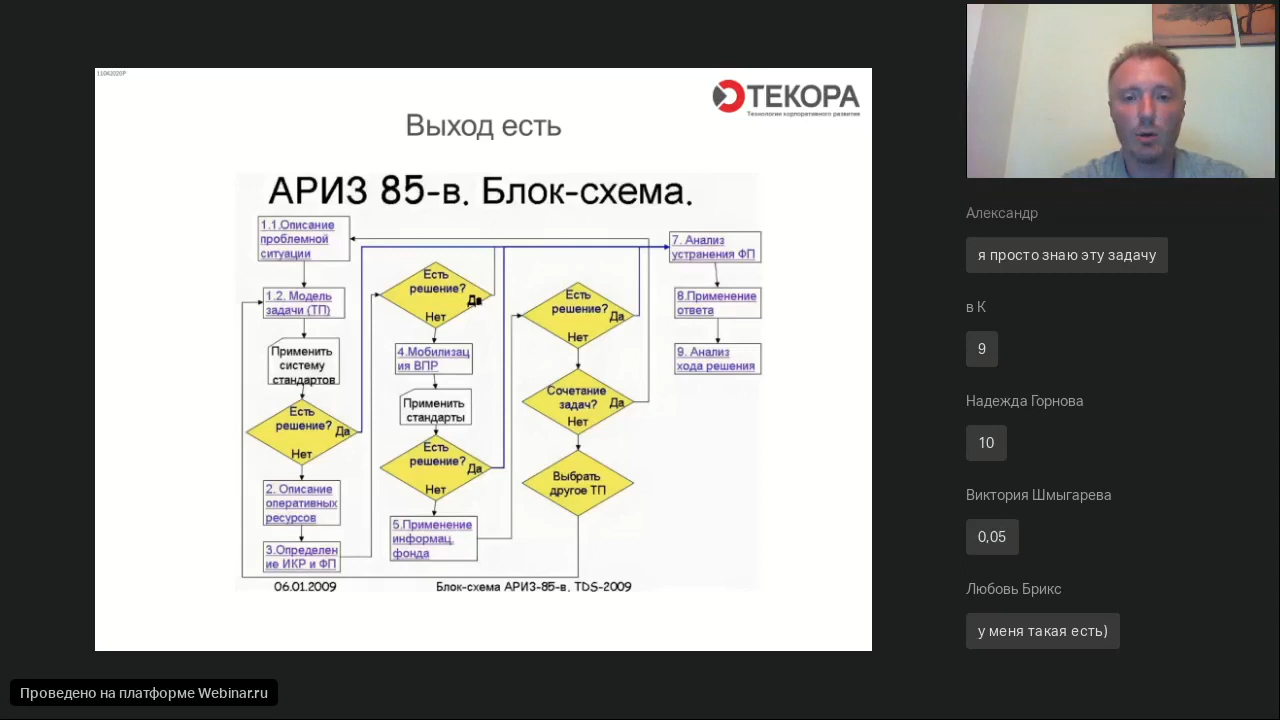 11042020Р
ТЕКОРА
Технологии корпоративного развития
Выход есть
АРИЗ 85-в. Блок-схема.
1.1.Описание
проблемной
ситуации
1.2. Модель
задачи (ТП)
Применить
систему
стандартов
Есть
решение?
Да
Нет
2. Описание
оперативных
ресурсов
3.Определен
ие ИКР и ФП
Есть
решение?
Да
Нет
4.Мобилизац
ия ВПР
Применить
стандарты
Есть
решение?
Да
Нет
5.Применение
информац.
фонда
Есть
решение?
Да
Нет
Сочетание
задач?
Да
Нет
Выбрать
другое ТП
7. Анализ
устранения ФП
8.Применение
ответа
9. Анализ
хода решения
06.01.2009
Блок-схема АРИЗ-85-в, TDS-2009
Александр
я просто знаю эту задачу
в К
9
Надежда Горнова
10
Виктория Шмыгарева
0,05
Любовь Брикс
у меня такая есть)
Проведено на платформе Webinar.ru